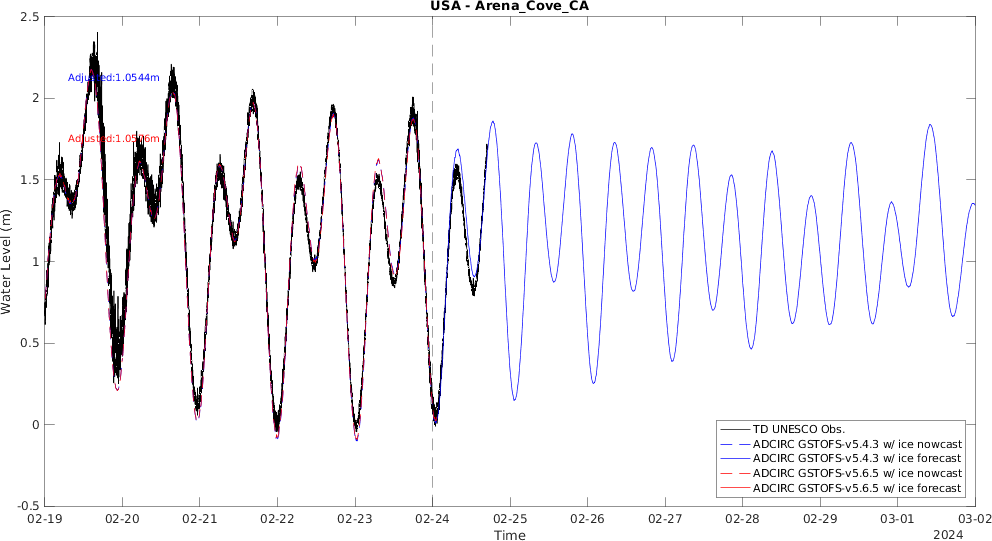 USA - Arena_Cove_CA
2.5
2
1.5
1
0.5
0
-0.5
Water Level (m)
Adjusted:1.0544m
02-19
02-20
02-21
02-22
02-23
02-24
02-25
02-26
02-27
02-28
02-29
03-01
03-02
Time
2024
TD UNESCO Obs.
ADCIRC GSTOFS-v5.4.3 w/ ice nowcast
ADCIRC GSTOFS-v5.4.3 w/ ice forecast
ADCIRC GSTOFS-v5.6.5 w/ ice nowcast
ADCIRC GSTOFS-v5.6.5 w/ ice forecast